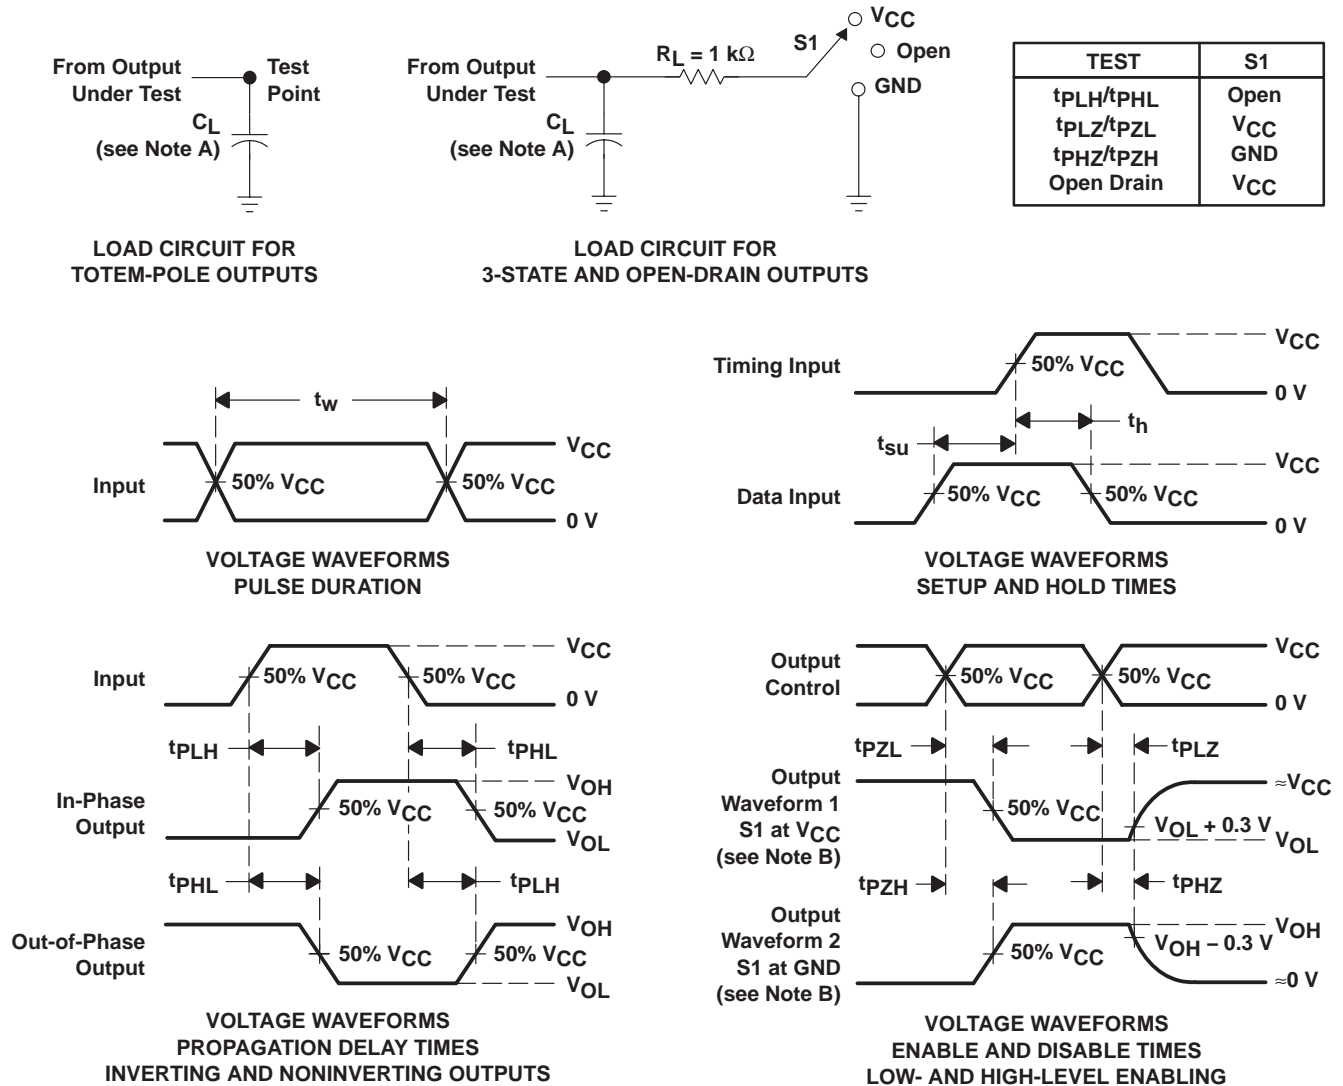 From Output
Under Test
Test
Point
CL
(see Note A)
LOAD CIRCUIT FOR
TOTEM-POLE OUTPUTS
From Output
Under Test
RL = 1 kΩ
S1
VCC
Open
GND
CL
(see Note A)
LOAD CIRCUIT FOR
3-STATE AND OPEN-DRAIN OUTPUTS
TEST S1
tPLH/tPHL Open
tPLZ/tPZL VCC
tPHZ/tPZH GND
Open Drain VCC
tw
Input
50% VCC
50% VCC
VCC
0 V
VOLTAGE WAVEFORMS
PULSE DURATION
Timing Input
50% VCC
VCC
0 V
tsu
th
Data Input
50% VCC
50% VCC
VCC
0 V
VOLTAGE WAVEFORMS
SETUP AND HOLD TIMES
Input
50% VCC
50% VCC
VCC
0 V
tPLH
tPHL
In-Phase
Output
50% VCC
50% VCC
VOH
VOL
tPHL
tPLH
Out-of-Phase
Output
50% VCC
50% VCC
VOH
VOL
VOLTAGE WAVEFORMS
PROPAGATION DELAY TIMES
INVERTING AND NONINVERTING OUTPUTS
Output
Control
50% VCC
50% VCC
VCC
0 V
tPZL
tPLZ
Output
Waveform 1
S1 at VCC
(see Note B)
50% VCC
≈VCC
VOL + 0.3 V
VOL
tPZH
tPHZ
Output
Waveform 2
S1 at GND
(see Note B)
50% VCC
VOH
VOH – 0.3 V
≈0 V
VOLTAGE WAVEFORMS
ENABLE AND DISABLE TIMES
LOW- AND HIGH-LEVEL ENABLING